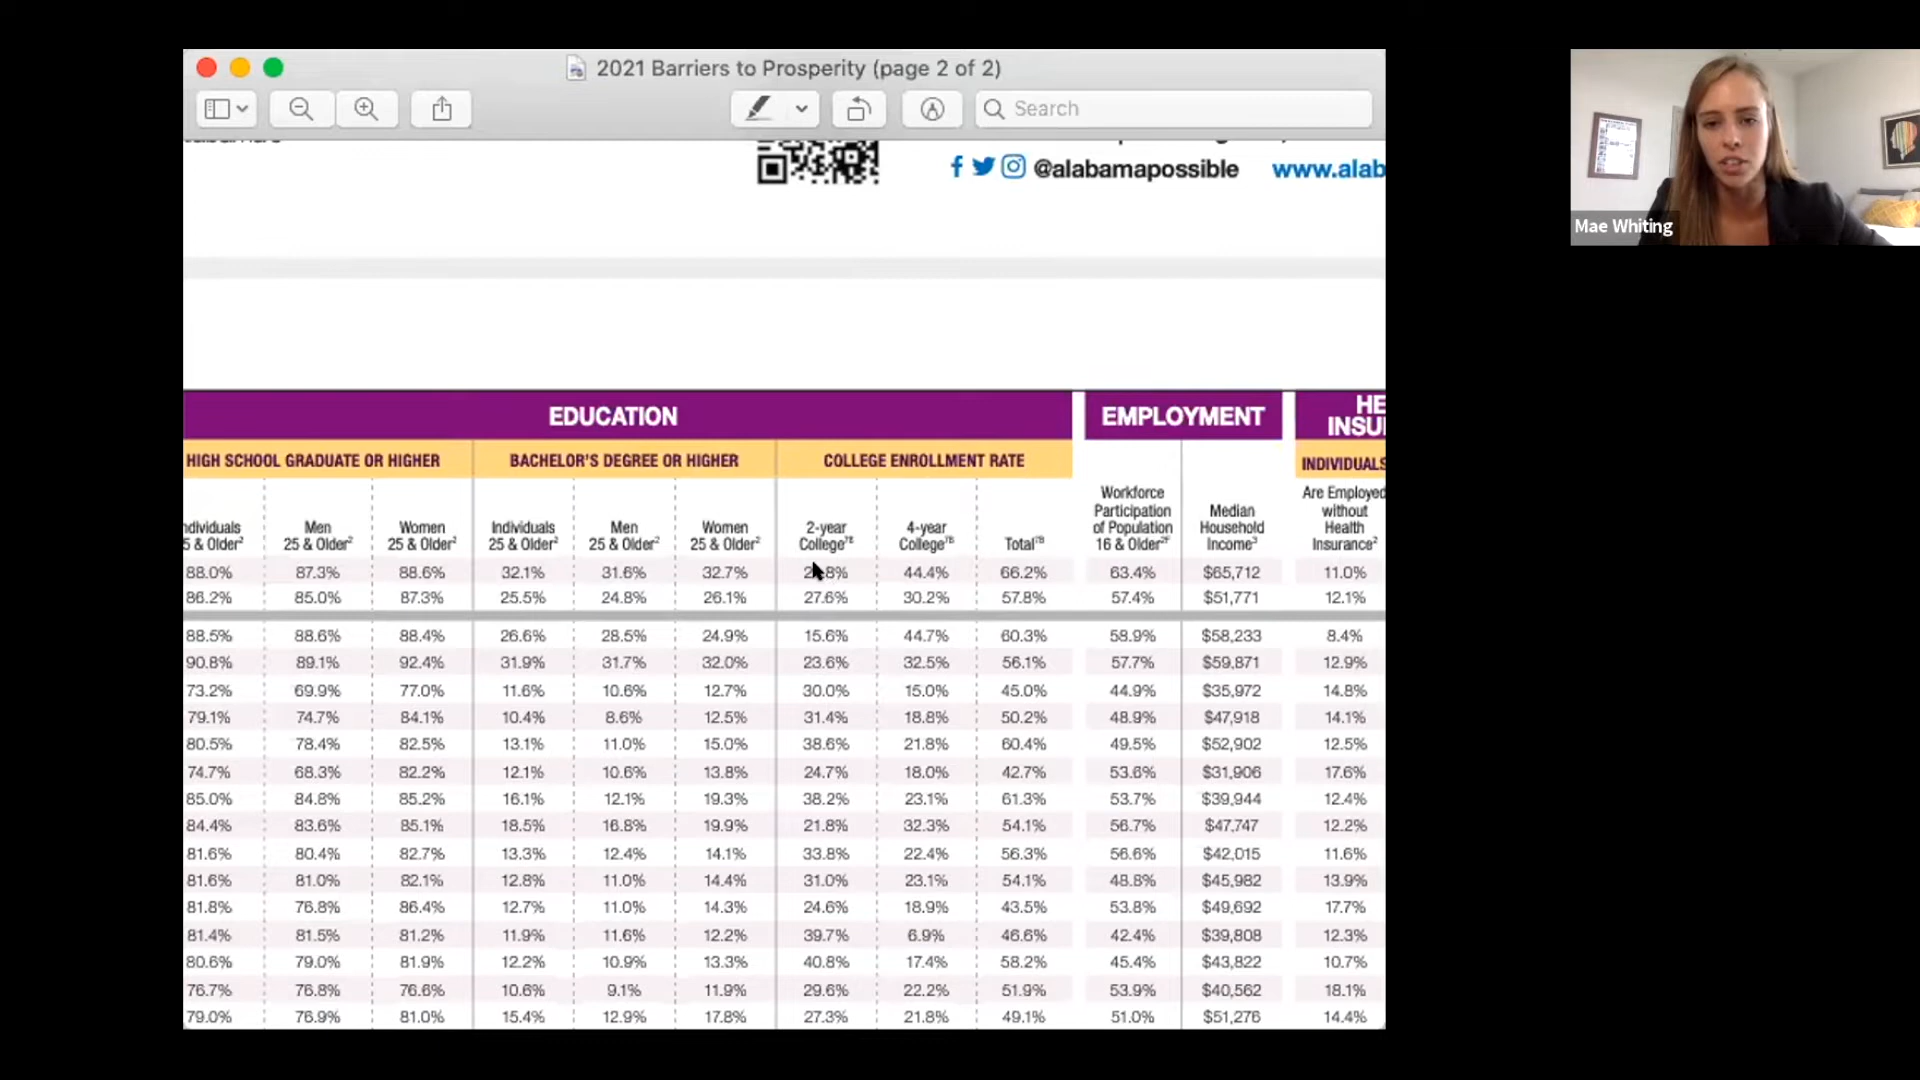 2021 Barriers to Prosperity (page 2 of 2)
Search
@alabamapossible www.alab
EDUCATION EMPLOYMENT HE
INSU
HIGH SCHOOL GRADUATE OR HIGHER BACHELOR'S DEGREE OR HIGHER COLLEGE ENROLLMENT RATE INDIVIDUALS
Workforce Are Employed
Participation Median without
ndividuals Men Women Individuals Men Women 2-year 4-year of Population Household Health
5 & Older² 25 & Older² 25 & Older² 25 & Older² 25 & Older² 25 & Older² College⁷ᴮ College⁷ᴮ Total⁷ᴮ 16 & Older²ᶠ Income³ Insurance²
88.0% 87.3% 88.6% 32.1% 31.6% 32.7% 44.4% 66.2% 63.4% $65,712 11.0%
86.2% 85.0% 87.3% 25.5% 24.8% 26.1% 27.6% 30.2% 57.8% 57.4% $51,771 12.1%
88.5% 88.6% 88.4% 26.6% 28.5% 24.9% 15.6% 44.7% 60.3% 58.9% $58,233 8.4%
90.8% 89.1% 92.4% 31.9% 31.7% 32.0% 23.6% 32.5% 56.1% 57.7% $59,871 12.9%
73.2% 69.9% 77.0% 11.6% 10.6% 12.7% 30.0% 15.0% 45.0% 44.9% $35,972 14.8%
79.1% 74.7% 84.1% 10.4% 8.6% 12.5% 31.4% 18.8% 50.2% 48.9% $47,918 14.1%
80.5% 78.4% 82.5% 13.1% 11.0% 15.0% 38.6% 21.8% 60.4% 49.5% $52,902 12.5%
74.7% 68.3% 82.2% 12.1% 10.6% 13.8% 24.7% 18.0% 42.7% 53.6% $31,906 17.6%
85.0% 84.8% 85.2% 16.1% 12.1% 19.3% 38.2% 23.1% 61.3% 53.7% $39,944 12.4%
84.4% 83.6% 85.1% 18.5% 16.8% 19.9% 21.8% 32.3% 54.1% 56.7% $47,747 12.2%
81.6% 80.4% 82.7% 13.3% 12.4% 14.1% 33.8% 22.4% 56.3% 56.6% $42,015 11.6%
81.6% 81.0% 82.1% 12.8% 11.0% 14.4% 31.0% 23.1% 54.1% 48.8% $45,982 13.9%
81.8% 76.8% 86.4% 12.7% 11.0% 14.3% 24.6% 18.9% 43.5% 53.8% $49,692 17.7%
81.4% 81.5% 81.2% 11.9% 11.6% 12.2% 39.7% 6.9% 46.6% 42.4% $39,808 12.3%
80.6% 79.0% 81.9% 12.2% 10.9% 13.3% 40.8% 17.4% 58.2% 45.4% $43,822 10.7%
76.7% 76.8% 76.6% 10.6% 9.1% 11.9% 29.6% 22.2% 51.9% 53.9% $40,562 18.1%
79.0% 76.9% 81.0% 15.4% 12.9% 17.8% 27.3% 21.8% 49.1% 51.0% $51,276 14.4%
Mae Whiting